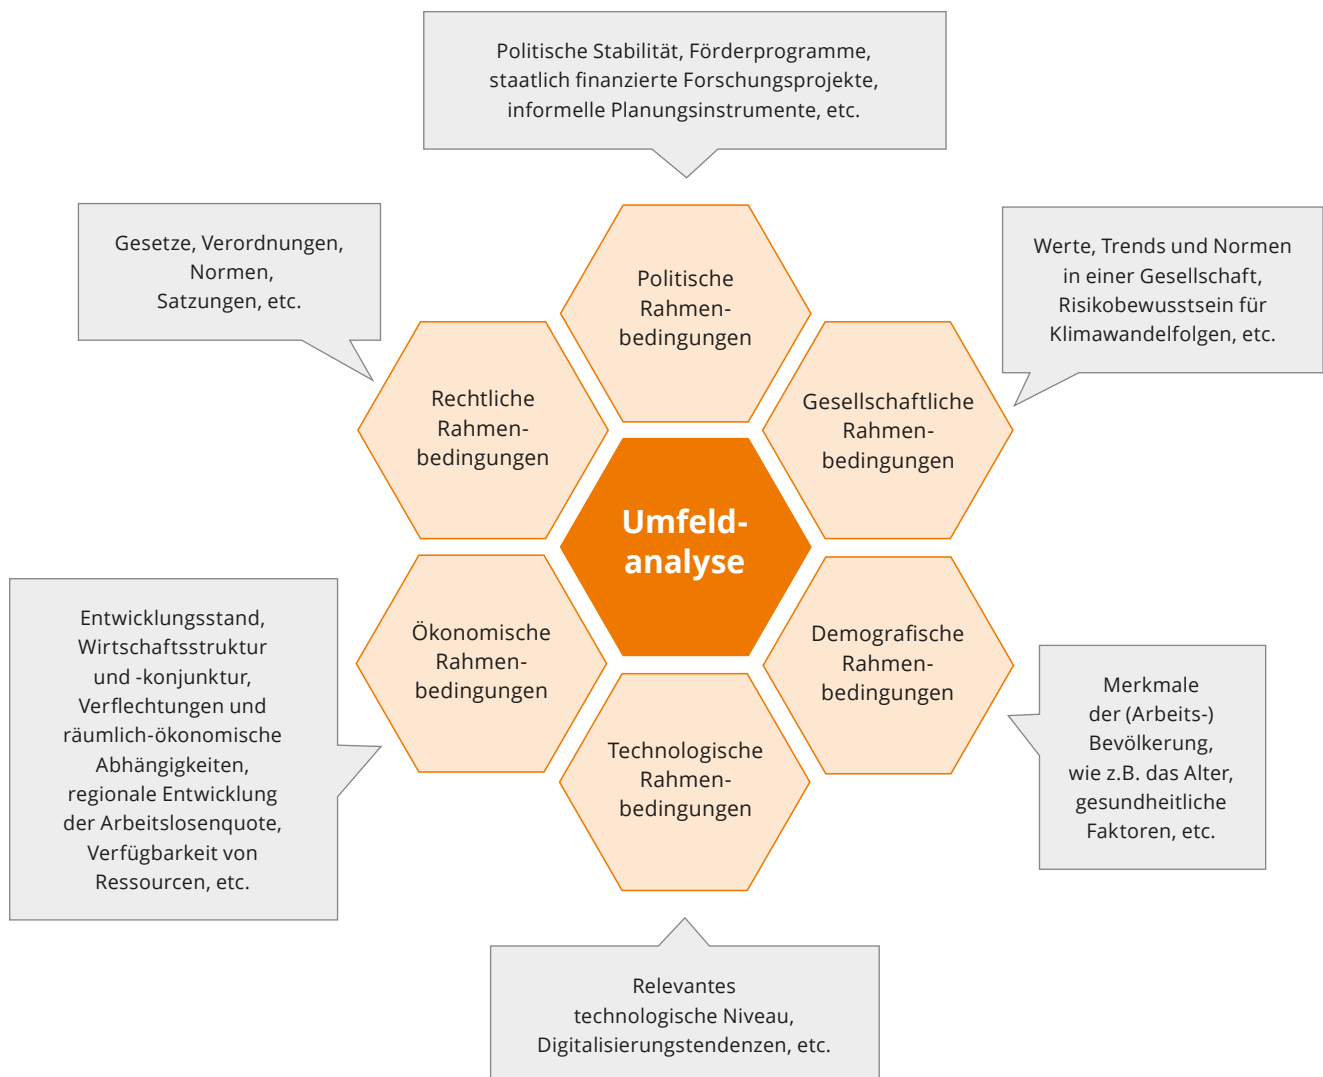 Politische Stabilität, Förderprogramme,
staatlich finanzierte Forschungsprojekte,
informelle Planungsinstrumente, etc.
Gesetze, Verordnungen,
Normen,
Satzungen, etc.
Werte, Trends und Normen
in einer Gesellschaft,
Risikobewusstsein für
Klimawandelfolgen, etc.
Politische
Rahmen-
bedingungen
Rechtliche
Rahmen-
bedingungen
Gesellschaftliche
Rahmen-
bedingungen
Umfeld-
analyse
Ökonomische
Rahmen-
bedingungen
Demografische
Rahmen-
bedingungen
Technologische
Rahmen-
bedingungen
Entwicklungsstand,
Wirtschaftsstruktur
und -konjunktur,
Verflechtungen und
räumlich-ökonomische
Abhängigkeiten,
regionale Entwicklung
der Arbeitslosenquote,
Verfügbarkeit von
Ressourcen, etc.
Merkmale
der (Arbeits-)
Bevölkerung,
wie z.B. das Alter,
gesundheitliche
Faktoren, etc.
Relevantes
technologische Niveau,
Digitalisierungstendenzen, etc.